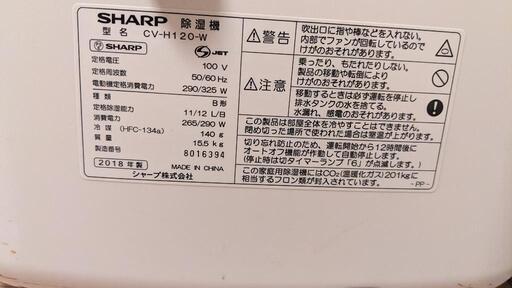 SHARP 除湿機
型 名 CV-H120-W
SHARP S JET
定格電圧 100 V
定格周波数 50/60 Hz
電動機定格消費電力 290/325 W
種 類 B 形
定格除湿能力 11/12 L/日
消費電力 265/290 W
冷 媒 (HFC-134a) 140 g
質 量 15.5 kg
製造番号 8016394
2018 年製 MADE IN CHINA
シャープ株式会社
警告
吹出口に指や棒などを入れない
内部でファンが回転しているので
けがのおそれがあります。
注意
乗ったり、もたれたりしない。
製品の移動や転倒により
けがのおそれがあります。
移動するときは必ず運転を停止し
排水タンクの水を捨てる。
水漏れ、感電のおそれがあります
この製品は部屋全体を冷やすことはできません。
閉め切った場所で使用された場合は室温が上がります。
切り忘れ防止のため、運転開始から12時間後に
オートオフ機能が作動して自動停止します。
(停止時は切タイマーランプ「6」が点滅)
この家庭用除湿機にはCO₂(温暖化ガス)201kgに
相当するフロン類が封入されています。
-PP-